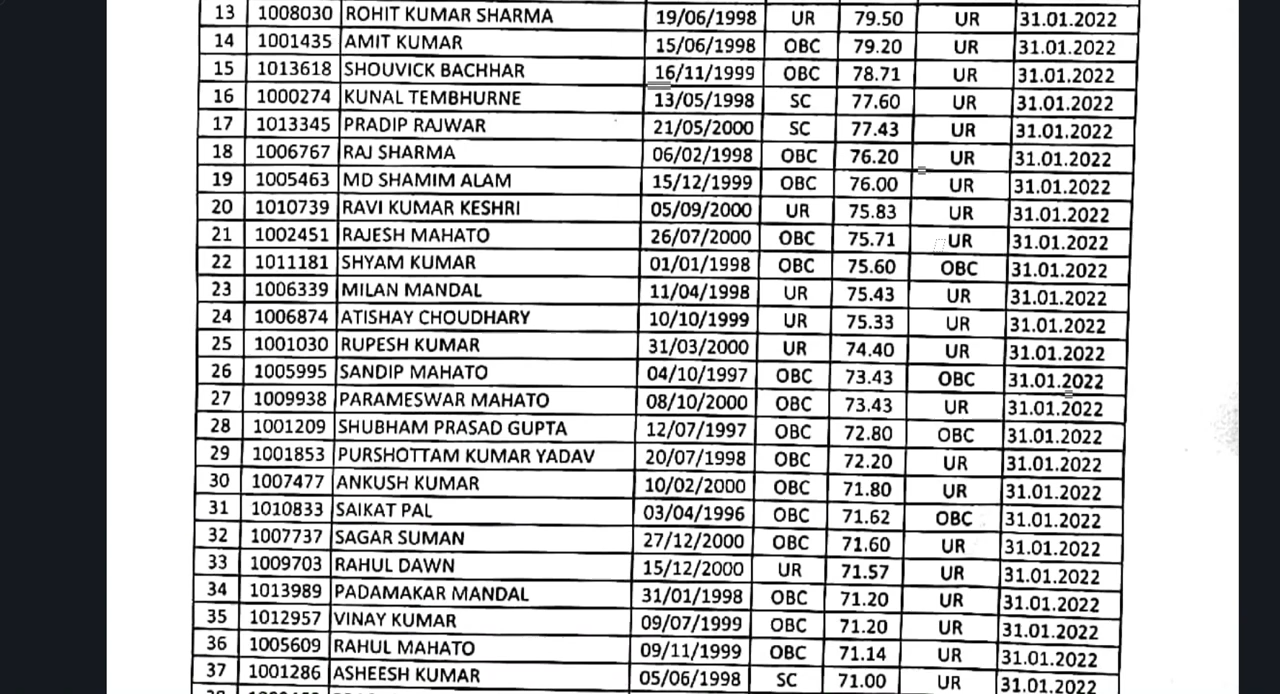 13 1008030 ROHIT KUMAR SHARMA 19/06/1998 UR 79.50 UR 31.01.2022
14 1001435 AMIT KUMAR 15/06/1998 OBC 79.20 UR 31.01.2022
15 1013618 SHOUVICK BACHHAR 16/11/1999 OBC 78.71 UR 31.01.2022
16 1000274 KUNAL TEMBHURNE 13/05/1998 SC 77.60 UR 31.01.2022
17 1013345 PRADIP RAJWAR 21/05/2000 SC 77.43 UR 31.01.2022
18 1006767 RAJ SHARMA 06/02/1998 OBC 76.20 UR 31.01.2022
19 1005463 MD SHAMIM ALAM 15/12/1999 OBC 76.00 UR 31.01.2022
20 1010739 RAVI KUMAR KESHRI 05/09/2000 UR 75.83 UR 31.01.2022
21 1002451 RAJESH MAHATO 26/07/2000 OBC 75.71 UR 31.01.2022
22 1011181 SHYAM KUMAR 01/01/1998 OBC 75.60 OBC 31.01.2022
23 1006339 MILAN MANDAL 11/04/1998 UR 75.43 UR 31.01.2022
24 1006874 ATISHAY CHOUDHARY 10/10/1999 UR 75.33 UR 31.01.2022
25 1001030 RUPESH KUMAR 31/03/2000 UR 74.40 UR 31.01.2022
26 1005995 SANDIP MAHATO 04/10/1997 OBC 73.43 OBC 31.01.2022
27 1009938 PARAMESWAR MAHATO 08/10/2000 OBC 73.43 UR 31.01.2022
28 1001209 SHUBHAM PRASAD GUPTA 12/07/1997 OBC 72.80 OBC 31.01.2022
29 1001853 PURSHOTTAM KUMAR YADAV 20/07/1998 OBC 72.20 UR 31.01.2022
30 1007477 ANKUSH KUMAR 10/02/2000 OBC 71.80 UR 31.01.2022
31 1010833 SAIKAT PAL 03/04/1996 OBC 71.62 OBC 31.01.2022
32 1007737 SAGAR SUMAN 27/12/2000 OBC 71.60 UR 31.01.2022
33 1009703 RAHUL DAWN 15/12/2000 UR 71.57 UR 31.01.2022
34 1013989 PADAMAKAR MANDAL 31/01/1998 OBC 71.20 UR 31.01.2022
35 1012957 VINAY KUMAR 09/07/1999 OBC 71.20 UR 31.01.2022
36 1005609 RAHUL MAHATO 09/11/1999 OBC 71.14 UR 31.01.2022
37 1001286 ASHEESH KUMAR 05/06/1998 SC 71.00 UR 31.01.2022